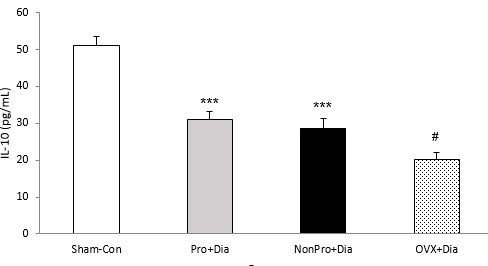 60
50
40
30
20
10
0
IL-10 (pg/mL)
***
***
#
Sham-Con
Pro+Dia
NonPro+Dia
OVX+Dia